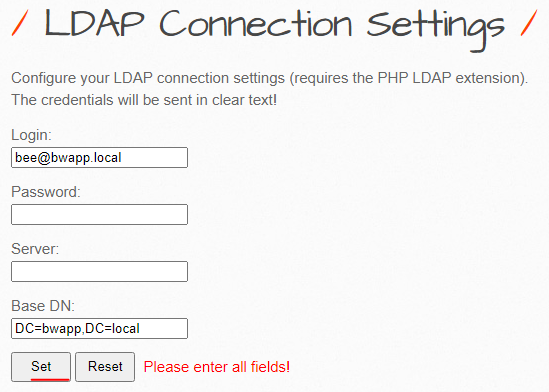 / LDAP Connection Settings /
Configure your LDAP connection settings (requires the PHP LDAP extension).
The credentials will be sent in clear text!
Login:
bee@bwapp.local
Password:
Server:
Base DN:
DC=bwapp,DC=local
Set Reset Please enter all fields!